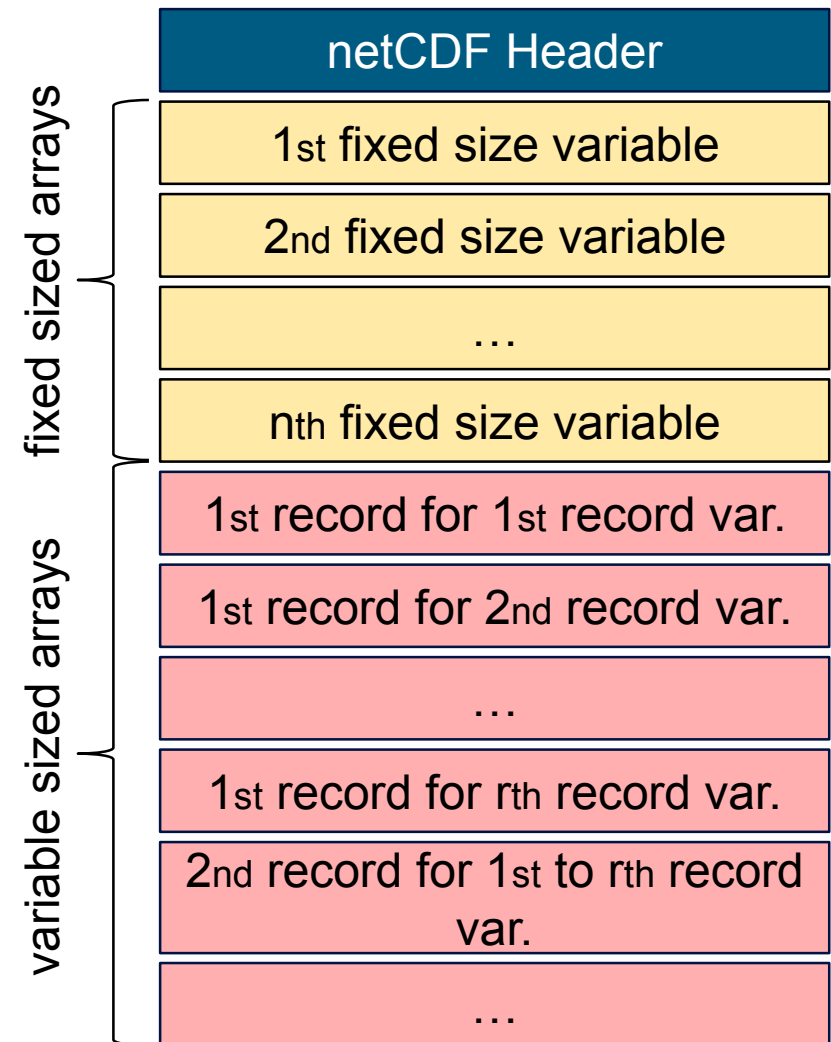 netCDF Header
fixed sized arrays
1st fixed size variable
2nd fixed size variable
…
nth fixed size variable
variable sized arrays
1st record for 1st record var.
1st record for 2nd record var.
…
1st record for rth record var.
2nd record for 1st to rth record
var.
…